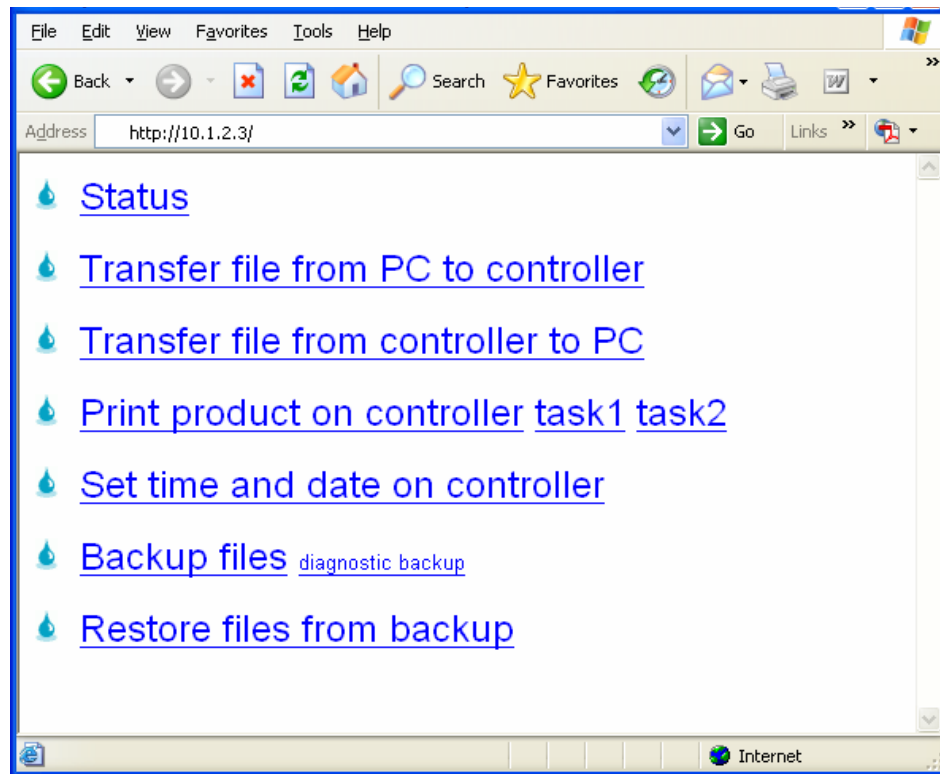 File Edit View Favorites Tools Help
Back Search Favorites W
Address http://10.1.2.3/ Go Links
Status
Transfer file from PC to controller
Transfer file from controller to PC
Print product on controller task1 task2
Set time and date on controller
Backup files diagnostic backup
Restore files from backup
Internet